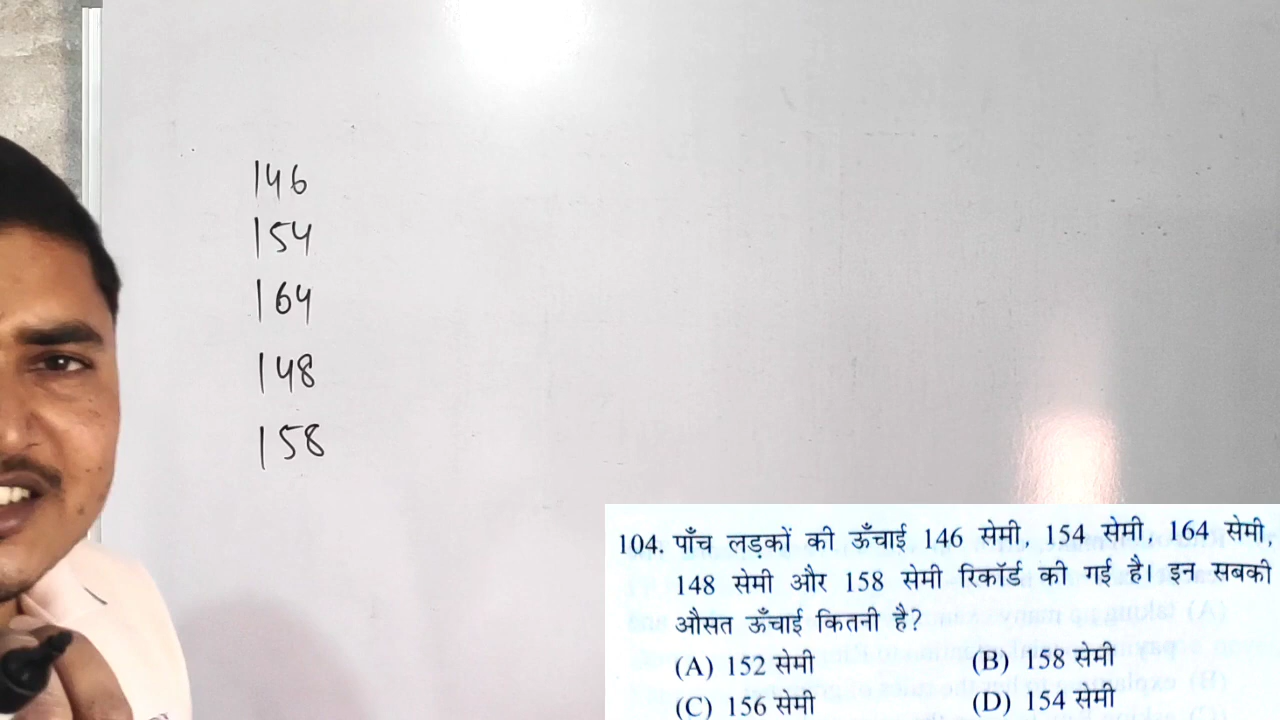 146
154
164
148
158
104. पाँच लड़कों की ऊँचाई 146 सेमी, 154 सेमी, 164 सेमी,
148 सेमी और 158 सेमी रिकॉर्ड की गई है। इन सबकी
औसत ऊँचाई कितनी है?
(A) 152 सेमी (B) 158 सेमी
(C) 156 सेमी (D) 154 सेमी